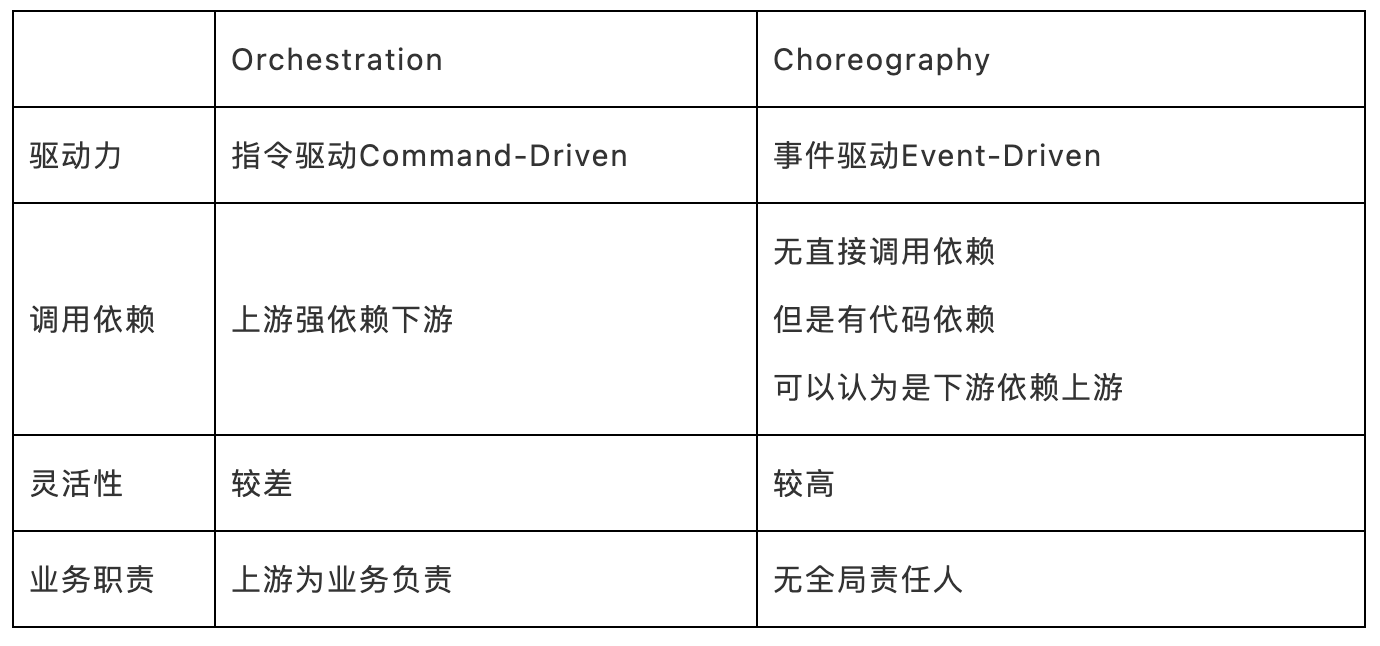 Orchestration
Choreography
驱动力
指令驱动Command-Driven
事件驱动Event-Driven
调用依赖
上游强依赖下游
无直接调用依赖
但是有代码依赖
可以认为是下游依赖上游
灵活性
较差
较高
业务职责
上游为业务负责
无全局责任人